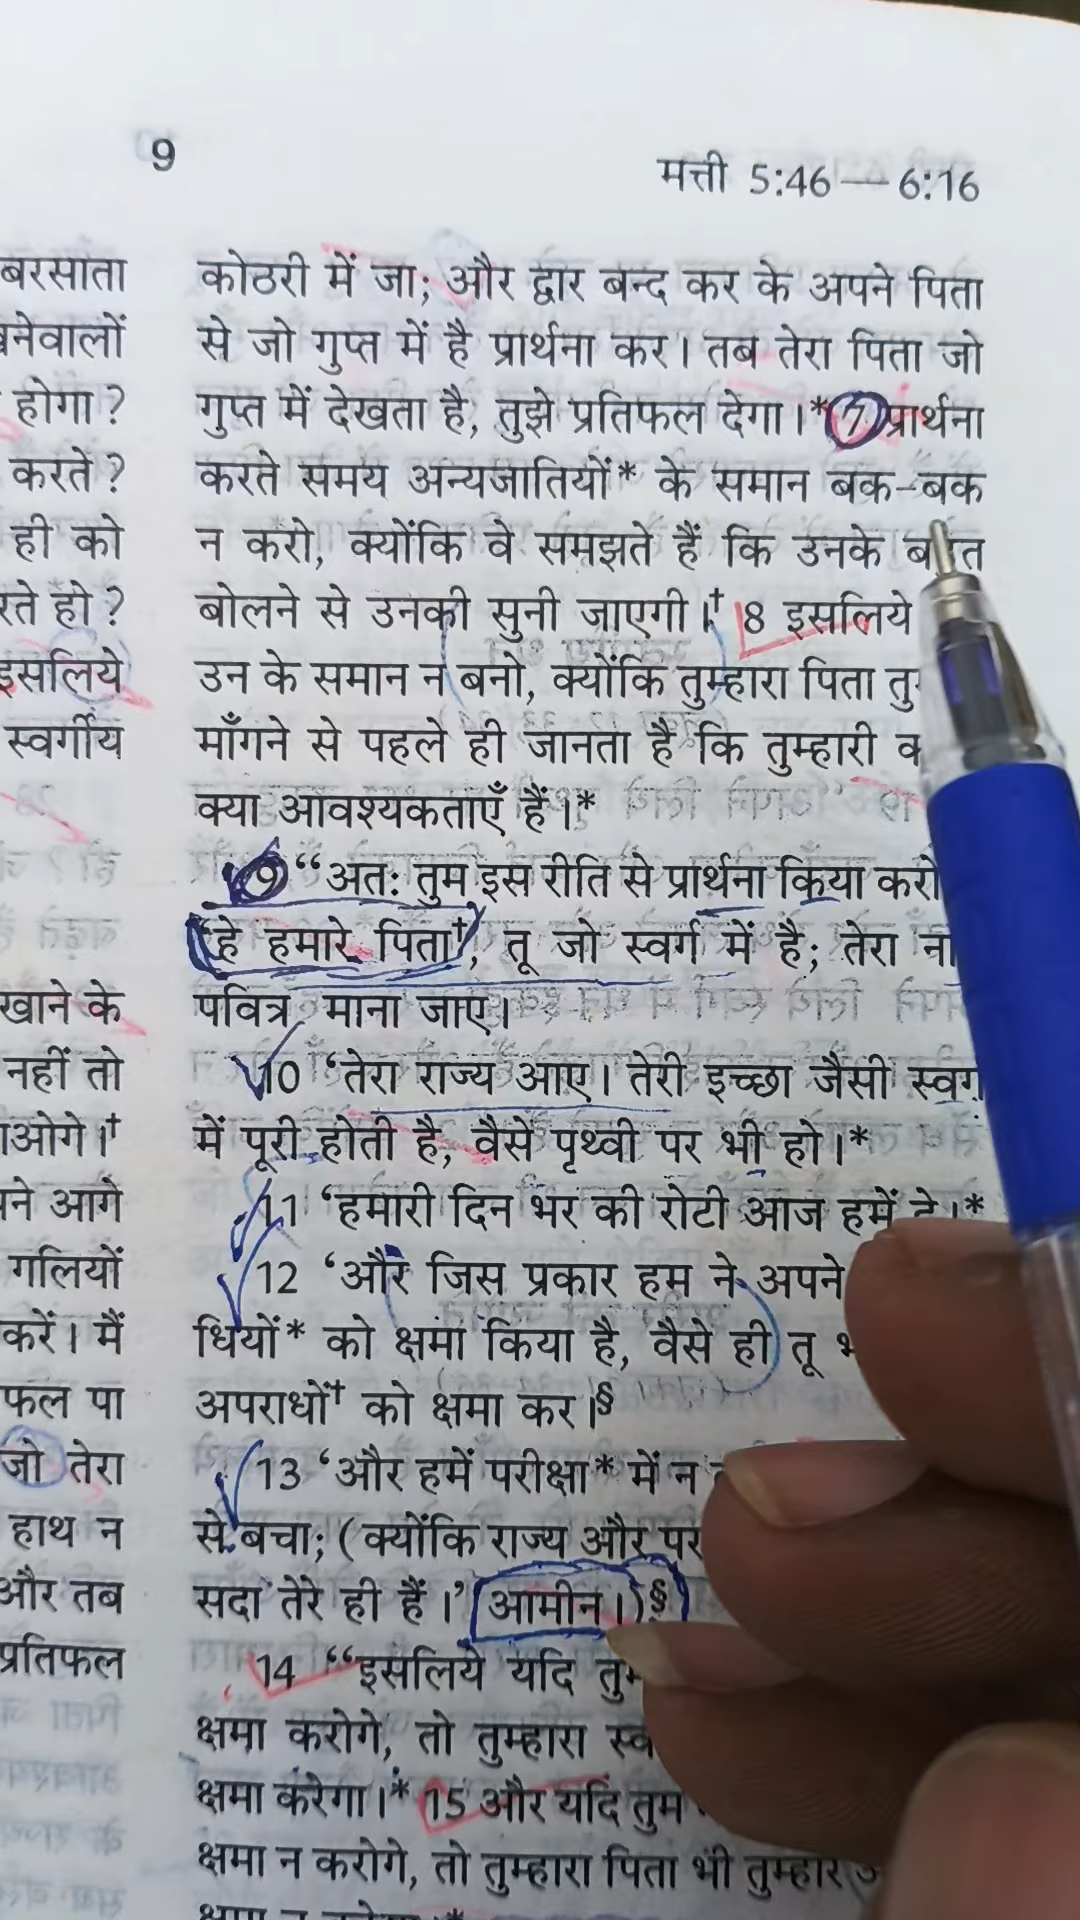 9
मत्ती 5:46—6:16
बरसाता
होगा?
करते?
ही को
हो?
इसलिये
स्वर्गीय
खाने के
नहीं तो
आगे
गलियों
करें। मैं
फल पा
जो तेरा
हाथ न
और तब
प्रतिफल
कोठरी में जा; और द्वार बन्द कर के अपने पिता
से जो गुप्त में है प्रार्थना कर। तब तेरा पिता जो
गुप्त में देखता है, तुझे प्रतिफल देगा।* 7 प्रार्थना
करते समय अन्यजातियों* के समान बक-बक
न करो, क्योंकि वे समझते हैं कि उनके
बोलने से उनकी सुनी जाएगी।† 8 इसलिये
उन के समान न बनो, क्योंकि तुम्हारा पिता
माँगने से पहले ही जानता है कि तुम्हारी
क्या आवश्यकताएँ हैं।*
9 “अतः तुम इस रीति से प्रार्थना किया करो
‘हे हमारे पिता†, तू जो स्वर्ग में है; तेरा
पवित्र माना जाए।
10 ‘तेरा राज्य आए। तेरी इच्छा जैसी स्वर्ग
में पूरी होती है, वैसे पृथ्वी पर भी हो।*
11 ‘हमारी दिन भर की रोटी आज हमें दे।*
12 ‘और जिस प्रकार हम ने अपने
धियों* को क्षमा किया है, वैसे ही तू
अपराधों† को क्षमा कर।§
13 ‘और हमें परीक्षा* में न
से बचा; (क्योंकि राज्य और
सदा तेरे ही हैं।’ आमीन।)§
14 “इसलिये यदि
क्षमा करोगे, तो तुम्हारा
क्षमा करेगा।* 15 और यदि तुम
क्षमा न करोगे, तो तुम्हारा पिता भी